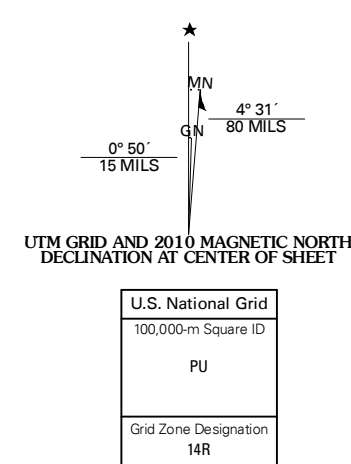 ★
MN
4° 31´
80 MILS
GN
0° 50´
15 MILS
UTM GRID AND 2010 MAGNETIC NORTH
DECLINATION AT CENTER OF SHEET
U.S. National Grid
100,000-m Square ID
PU
Grid Zone Designation
14R